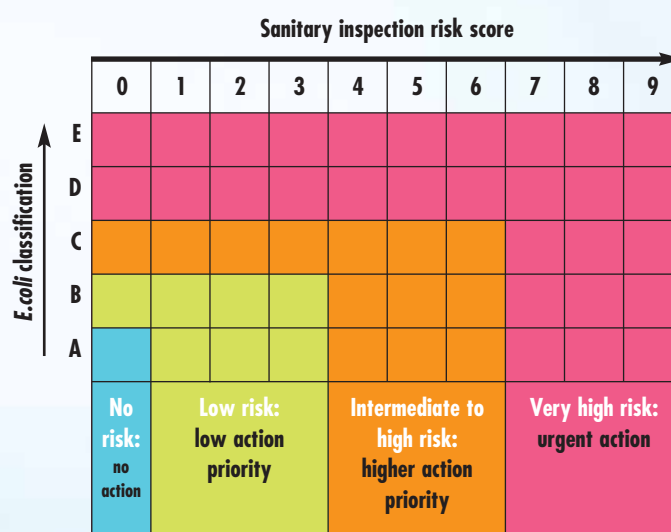 Sanitary inspection risk score
0 1 2 3 4 5 6 7 8 9
E.coli classification
E
D
C
B
A
No
risk:
no
action
Low risk:
low action
priority
Intermediate to
high risk:
higher action
priority
Very high risk:
urgent action